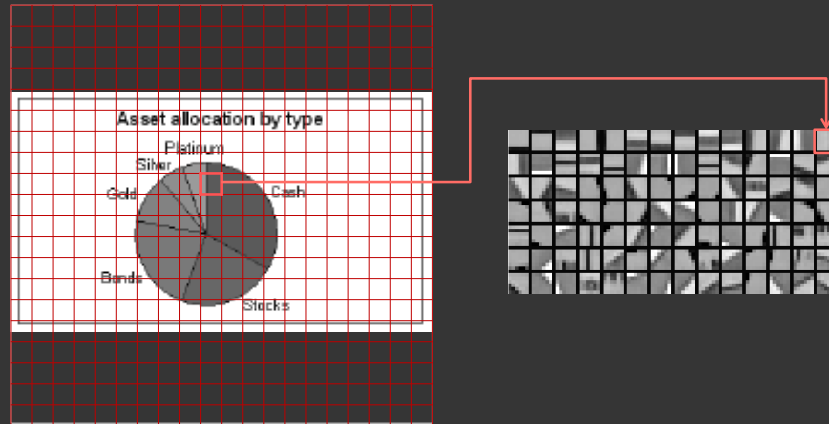 Asset allocation by type
Platinum
Silver
Gold
Cash
Bonds
Stocks